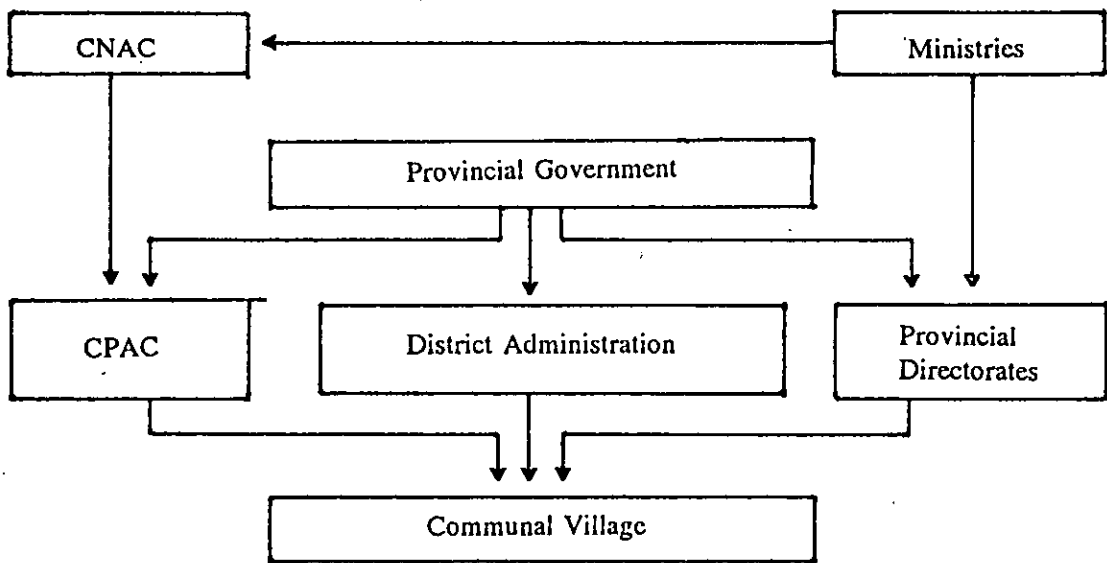 CNAC
Ministries
Provincial Government
CPAC
District Administration
Provincial
Directorates
Communal Village